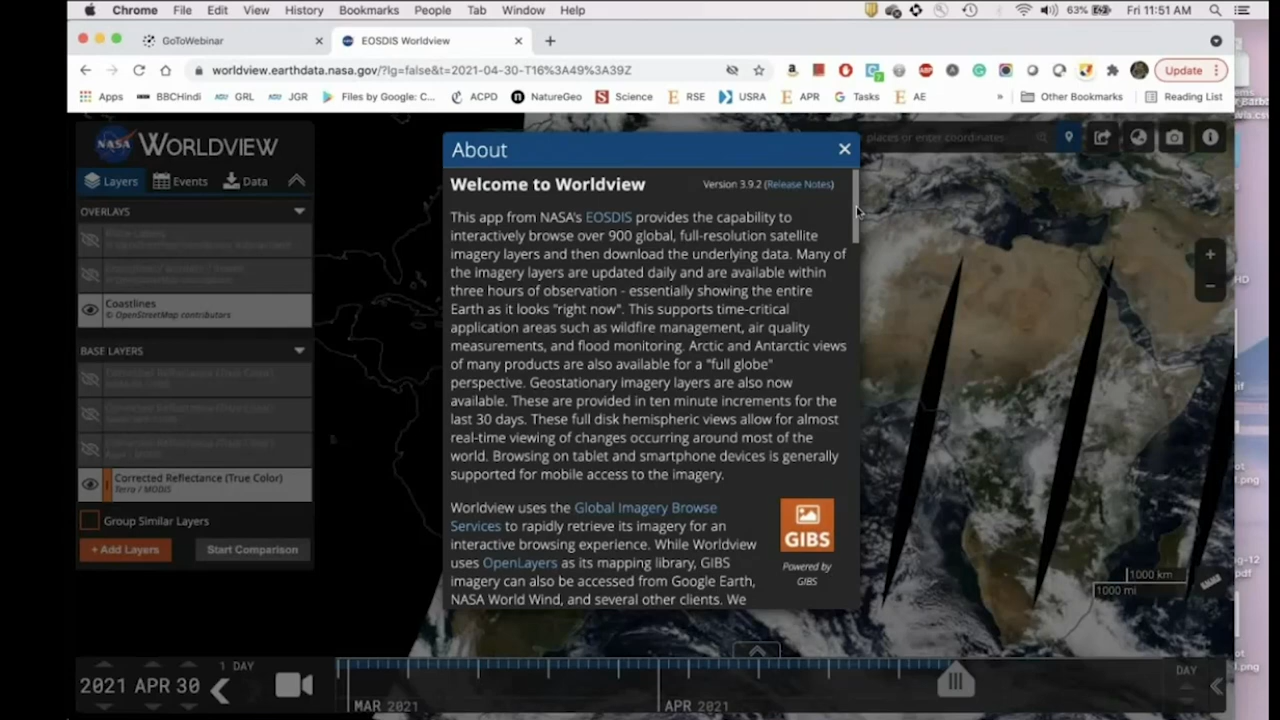 Chrome File Edit View History Bookmarks People Tab Window Help 63% Fri 11:51 AM
GoToWebinar × EOSDIS Worldview × +
worldview.earthdata.nasa.gov/?lg=false&t=2021-04-30-T16%3A49%3A39Z Update
Apps BBCHindi GRL JGR Files by Google: C... ACPD NatureGeo Science RSE USRA APR Tasks AE » Other Bookmarks Reading List
NASA WORLDVIEW
Layers Events Data
places or enter coordinates
OVERLAYS
Coastlines
© OpenStreetMap contributors
BASE LAYERS
Corrected Reflectance (True Color)
Corrected Reflectance (True Color)
Terra / MODIS
Group Similar Layers
+ Add Layers Start Comparison
About ×
Welcome to Worldview Version 3.9.2 (Release Notes)
This app from NASA's EOSDIS provides the capability to
interactively browse over 900 global, full-resolution satellite
imagery layers and then download the underlying data. Many of
the imagery layers are updated daily and are available within
three hours of observation - essentially showing the entire
Earth as it looks "right now". This supports time-critical
application areas such as wildfire management, air quality
measurements, and flood monitoring. Arctic and Antarctic views
of many products are also available for a "full globe"
perspective. Geostationary imagery layers are also now
available. These are provided in ten minute increments for the
last 30 days. These full disk hemispheric views allow for almost
real-time viewing of changes occurring around most of the
world. Browsing on tablet and smartphone devices is generally
supported for mobile access to the imagery.
Worldview uses the Global Imagery Browse
Services to rapidly retrieve its imagery for an
interactive browsing experience. While Worldview
uses OpenLayers as its mapping library, GIBS
imagery can also be accessed from Google Earth,
NASA World Wind, and several other clients. We
GIBS
Powered by
GIBS
+
−
1000 km
1000 mi
2021 APR 30 1 DAY
MAR 2021 APR 2021
DAY